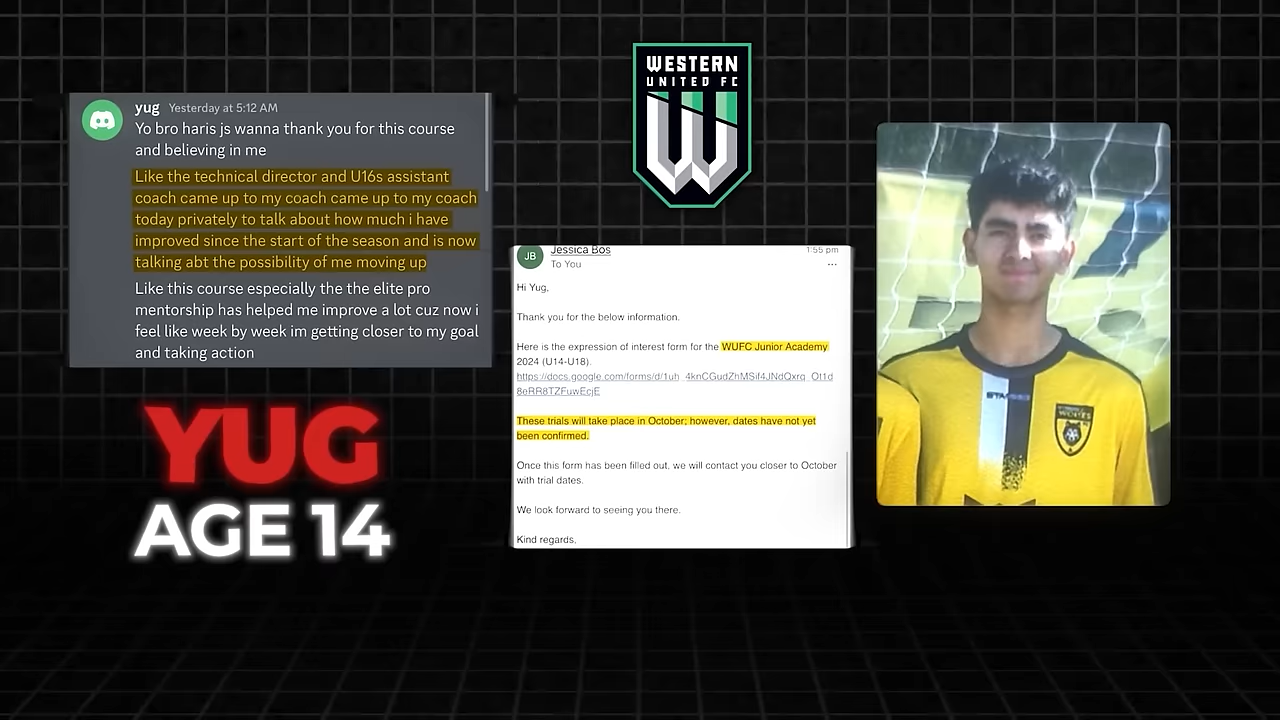 WESTERN
UNITED FC
yug Yesterday at 5:12 AM
Yo bro haris js wanna thank you for this course
and believing in me
Like the technical director and U16s assistant
coach came up to my coach came up to my coach
today privately to talk about how much i have
improved since the start of the season and is now
talking abt the possibility of me moving up
Like this course especially the the elite pro
mentorship has helped me improve a lot cuz now i
feel like week by week im getting closer to my goal
and taking action
YUG
AGE 14
JB Jessica Bos 1:55 pm
To You ...
Hi Yug,
Thank you for the below information.
Here is the expression of interest form for the WUFC Junior Academy
2024 (U14-U18).
These trials will take place in October; however, dates have not yet
been confirmed.
Once this form has been filled out, we will contact you closer to October
with trial dates.
We look forward to seeing you there.
Kind regards,